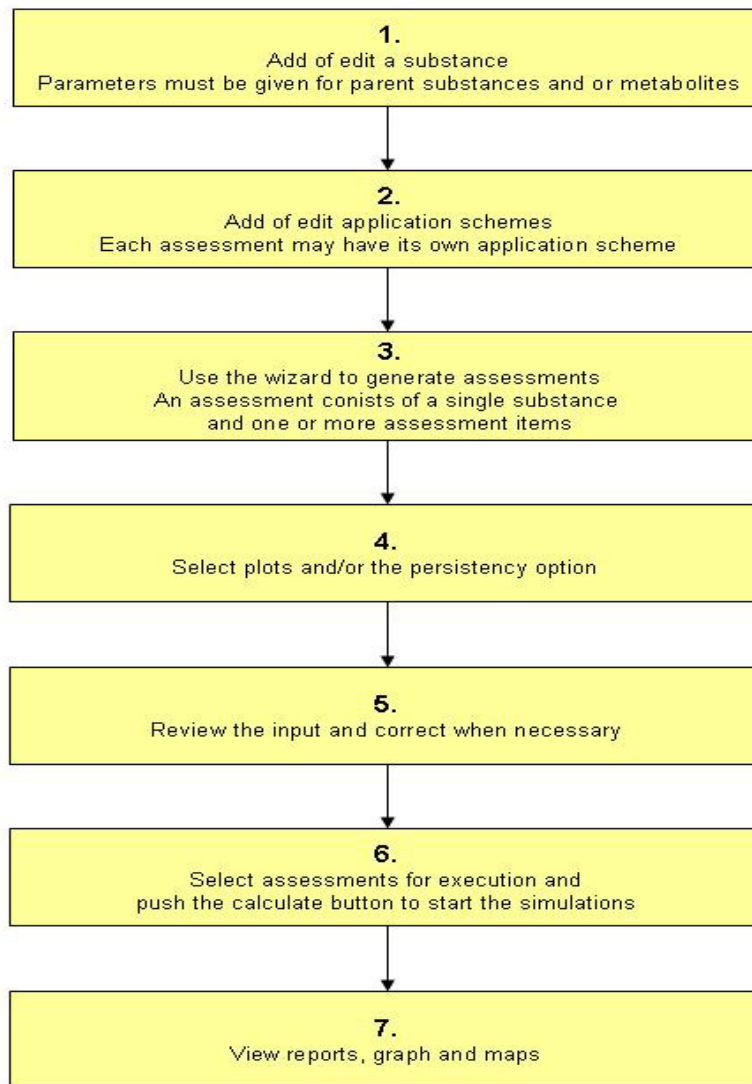 1.
Add of edit a substance
Parameters must be given for parent substances and or metabolites
2.
Add of edit application schemes
Each assessment may have its own application scheme
3.
Use the wizard to generate assessments
An assessment conists of a single substance
and one or more assessment items
4.
Select plots and/or the persistency option
5.
Review the input and correct when necessary
6.
Select assessments for execution and
push the calculate button to start the simulations
7.
View reports, graph and maps